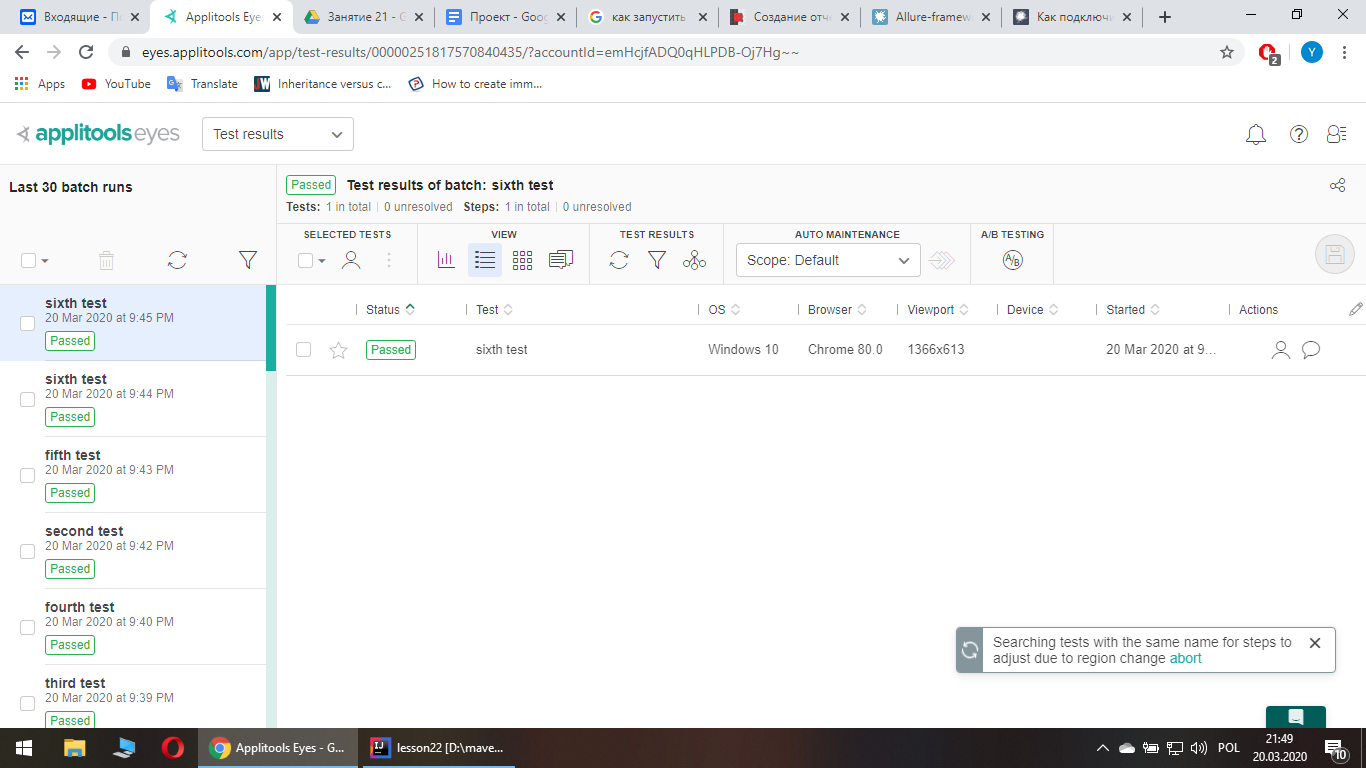 Входящие - По
Applitools Eyes
Занятие 21 - G
Проект - Goog
как запустить
Создание отче
Allure-framew
Как подключи
eyes.applitools.com/app/test-results/00000251817570840435/?accountId=emHcjfADQ0qHLPDB-Oj7Hg~~
2
Y
Apps
YouTube
Translate
Inheritance versus c...
How to create imm...
applitools eyes
Test results
Last 30 batch runs
Passed Test results of batch: sixth test
Tests: 1 in total | 0 unresolved Steps: 1 in total | 0 unresolved
SELECTED TESTS
VIEW
TEST RESULTS
AUTO MAINTENANCE
A/B TESTING
Scope: Default
A/B
sixth test
20 Mar 2020 at 9:45 PM
Passed
sixth test
20 Mar 2020 at 9:44 PM
Passed
fifth test
20 Mar 2020 at 9:43 PM
Passed
second test
20 Mar 2020 at 9:42 PM
Passed
fourth test
20 Mar 2020 at 9:40 PM
Passed
third test
20 Mar 2020 at 9:39 PM
Passed
Status Test OS Browser Viewport Device Started Actions
Passed sixth test Windows 10 Chrome 80.0 1366x613 20 Mar 2020 at 9...
Searching tests with the same name for steps to
adjust due to region change abort
Applitools Eyes - G...
lesson22 [D:\mave...
POL
21:49
20.03.2020
10